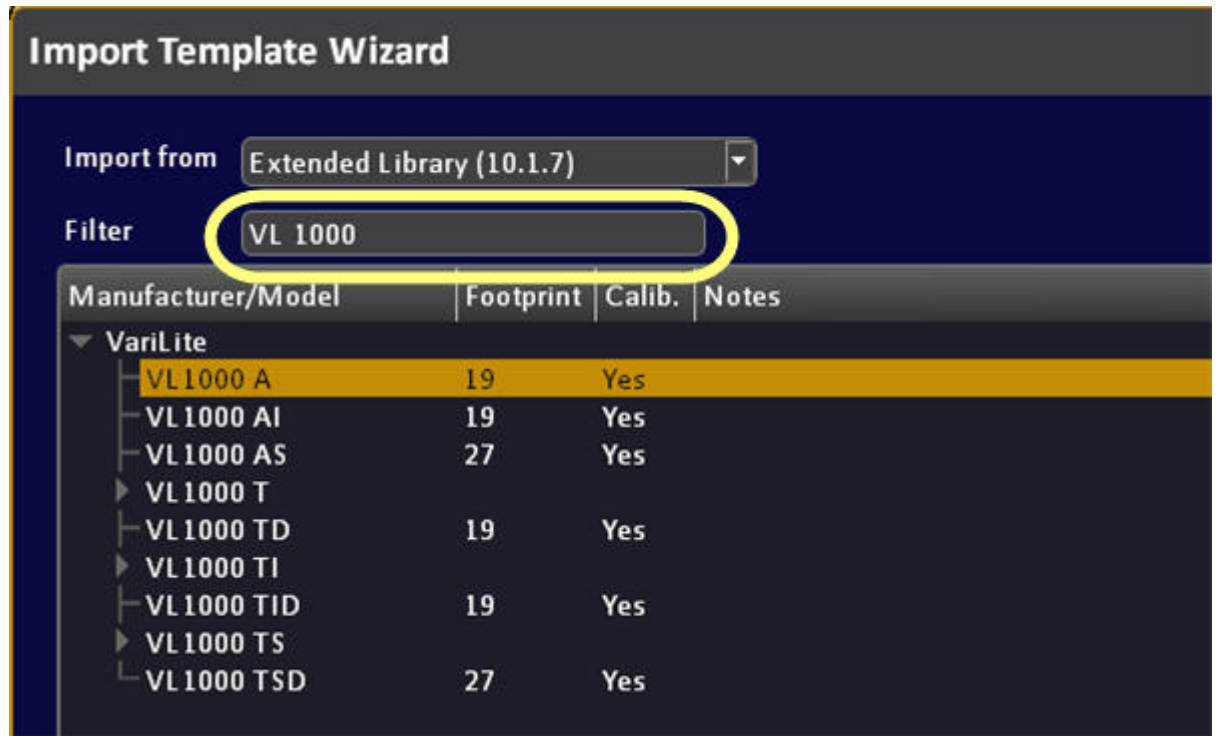 Import Template Wizard
Import from Extended Library (10.1.7)
Filter VL 1000
Manufacturer/Model Footprint Calib. Notes
VariLite
VL1000 A 19 Yes
VL1000 AI 19 Yes
VL1000 AS 27 Yes
VL1000 T
VL1000 TD 19 Yes
VL1000 TI
VL1000 TID 19 Yes
VL1000 TS
VL1000 TSD 27 Yes